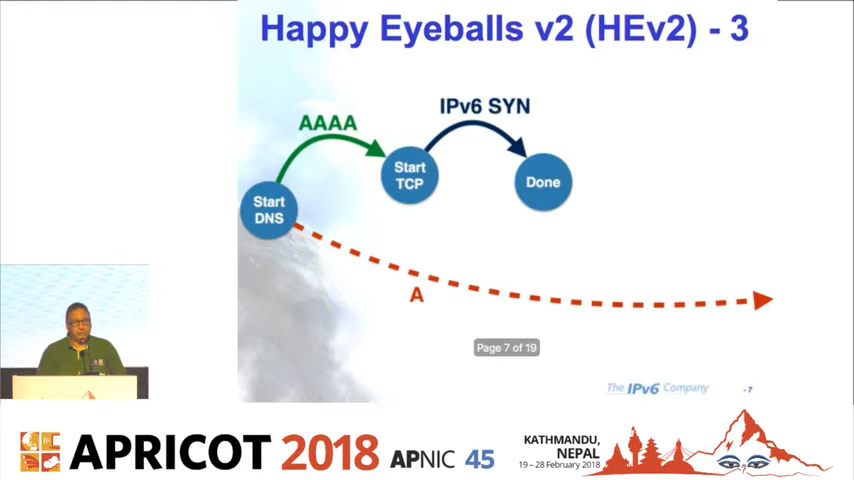 Happy Eyeballs v2 (HEv2) - 3
IPv6 SYN
AAAA
Start
TCP
Done
Start
DNS
A
Page 7 of 19
The IPv6 Company
- 7
APRICOT 2018 APNIC 45
KATHMANDU,
NEPAL
19 – 28 February 2018